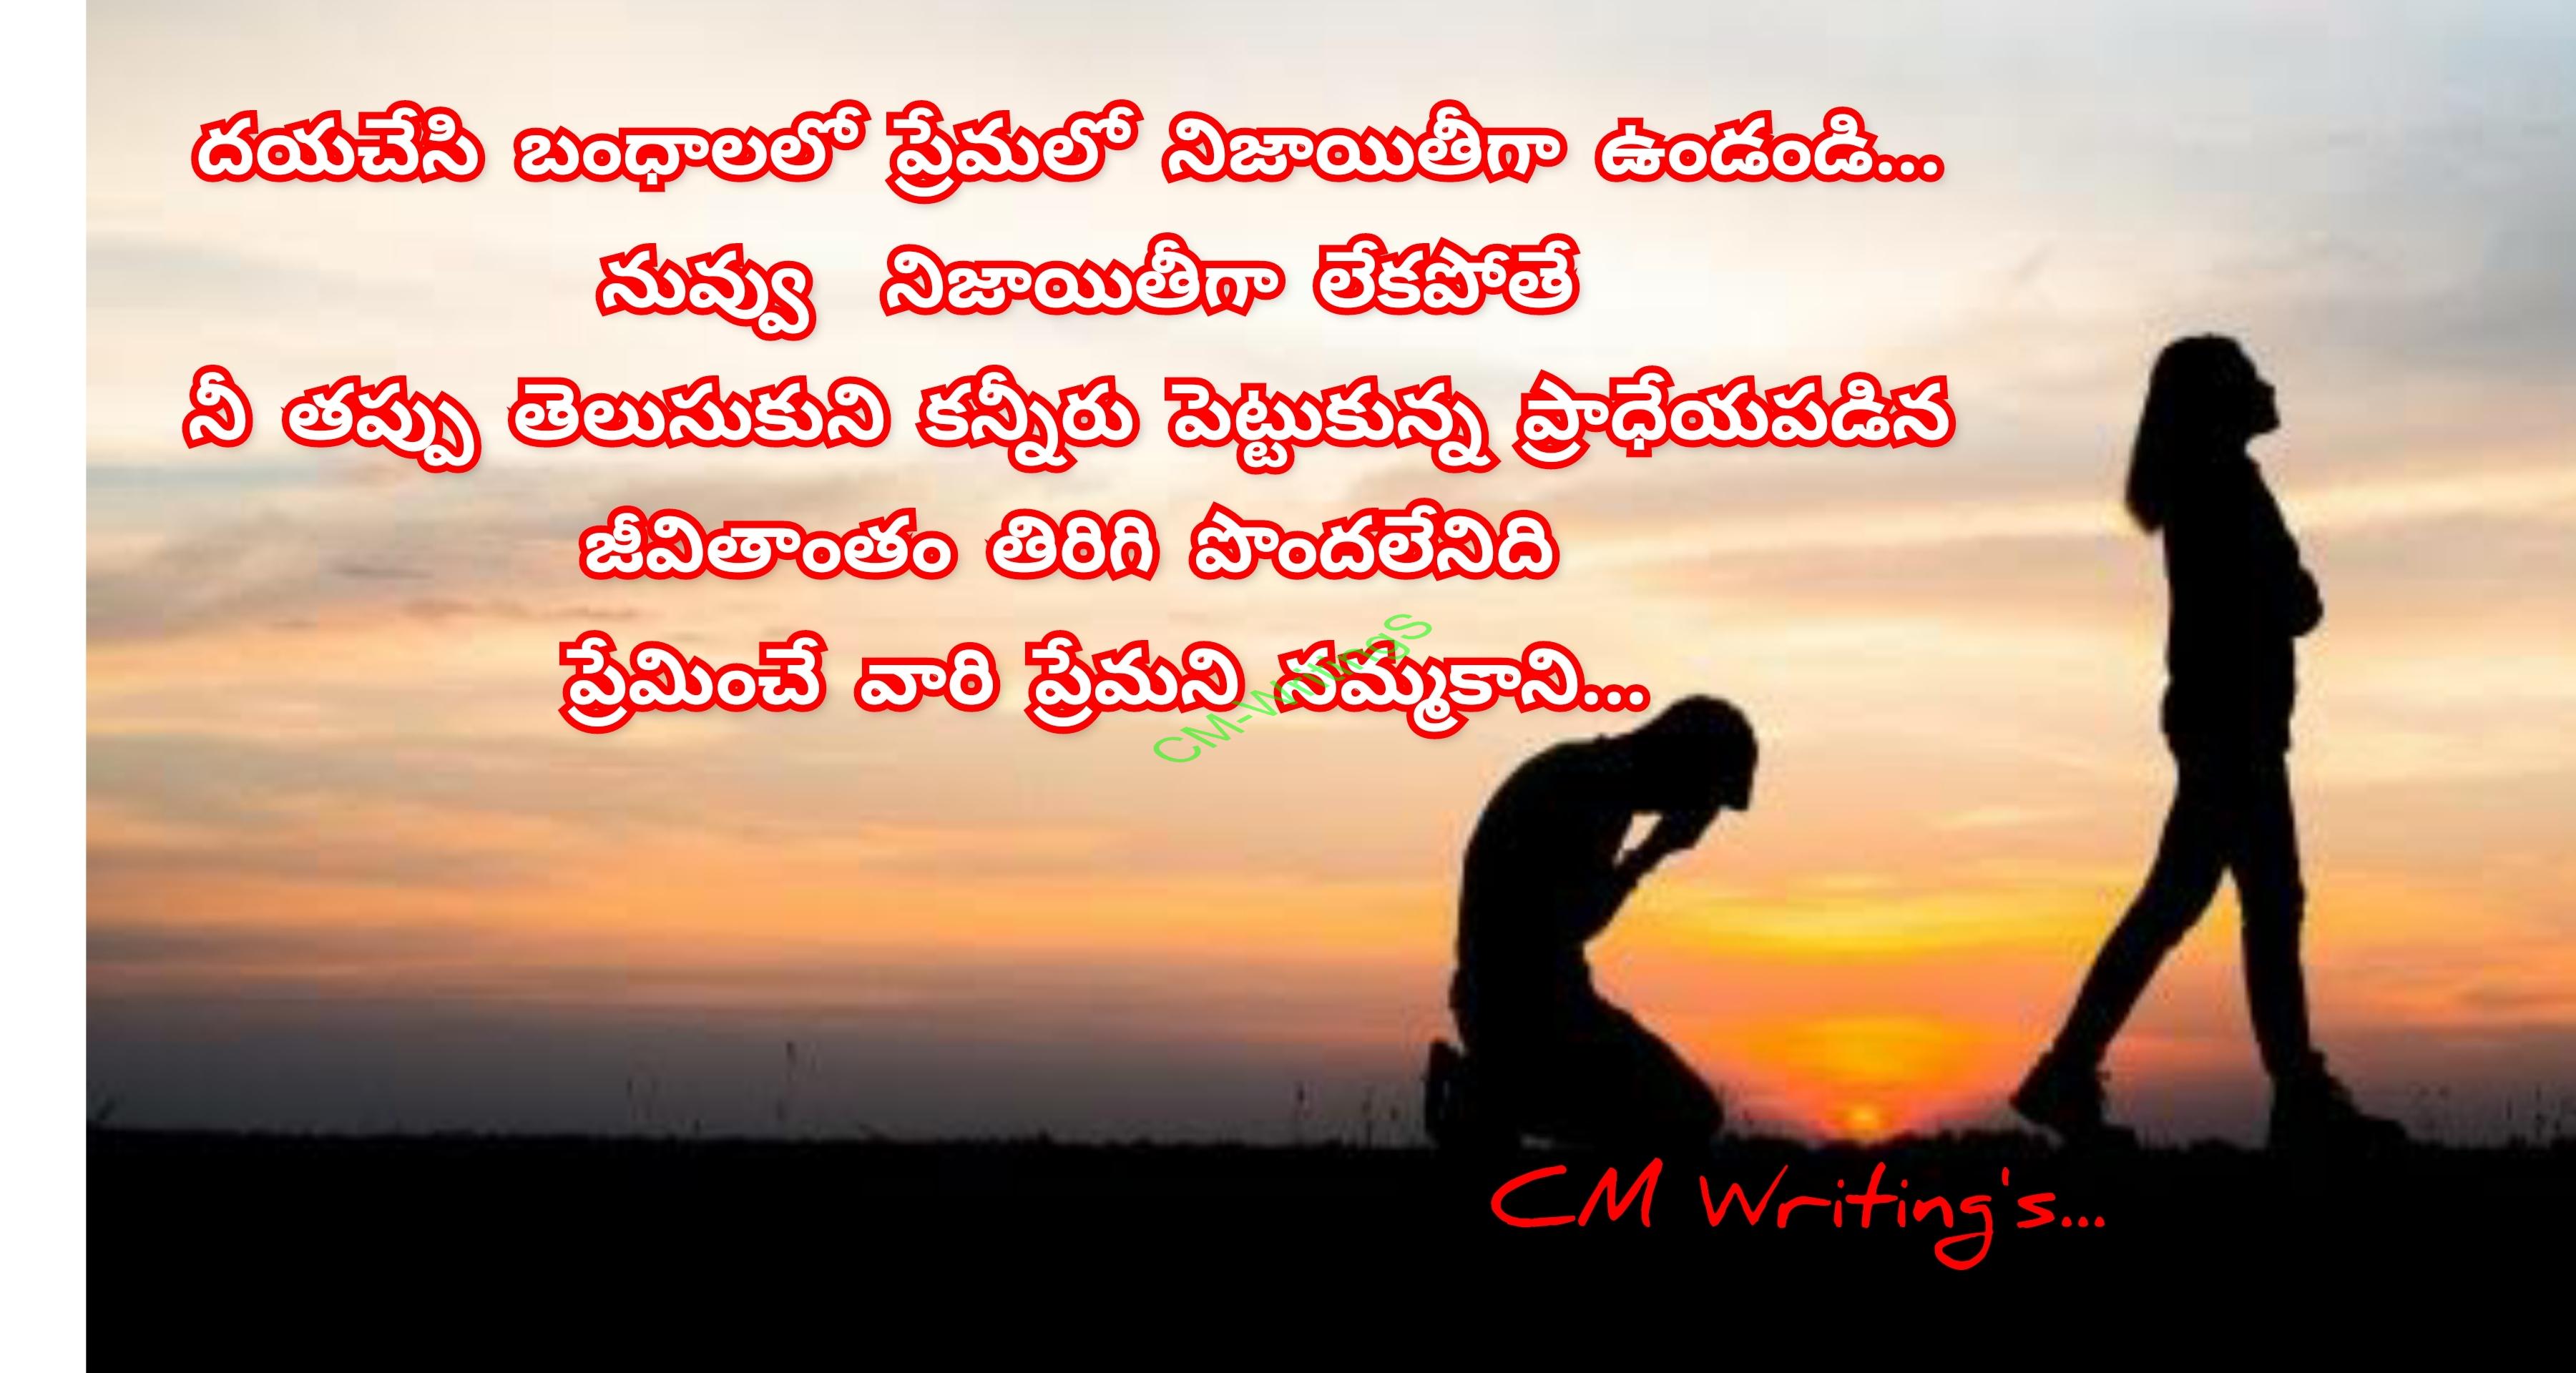 దయచేసి బంధాలలో ప్రేమలో నిజాయితీగా ఉండండి...
నువ్వు నిజాయితీగా లేకపోతే
నీ తప్పు తెలుసుకుని కన్నీరు పెట్టుకున్న ప్రాధేయపడిన
జీవితాంతం తిరిగి పొందలేనిది
ప్రేమించే వారి ప్రేమని నమ్మకాని...
CM-Writings
CM Writing's...